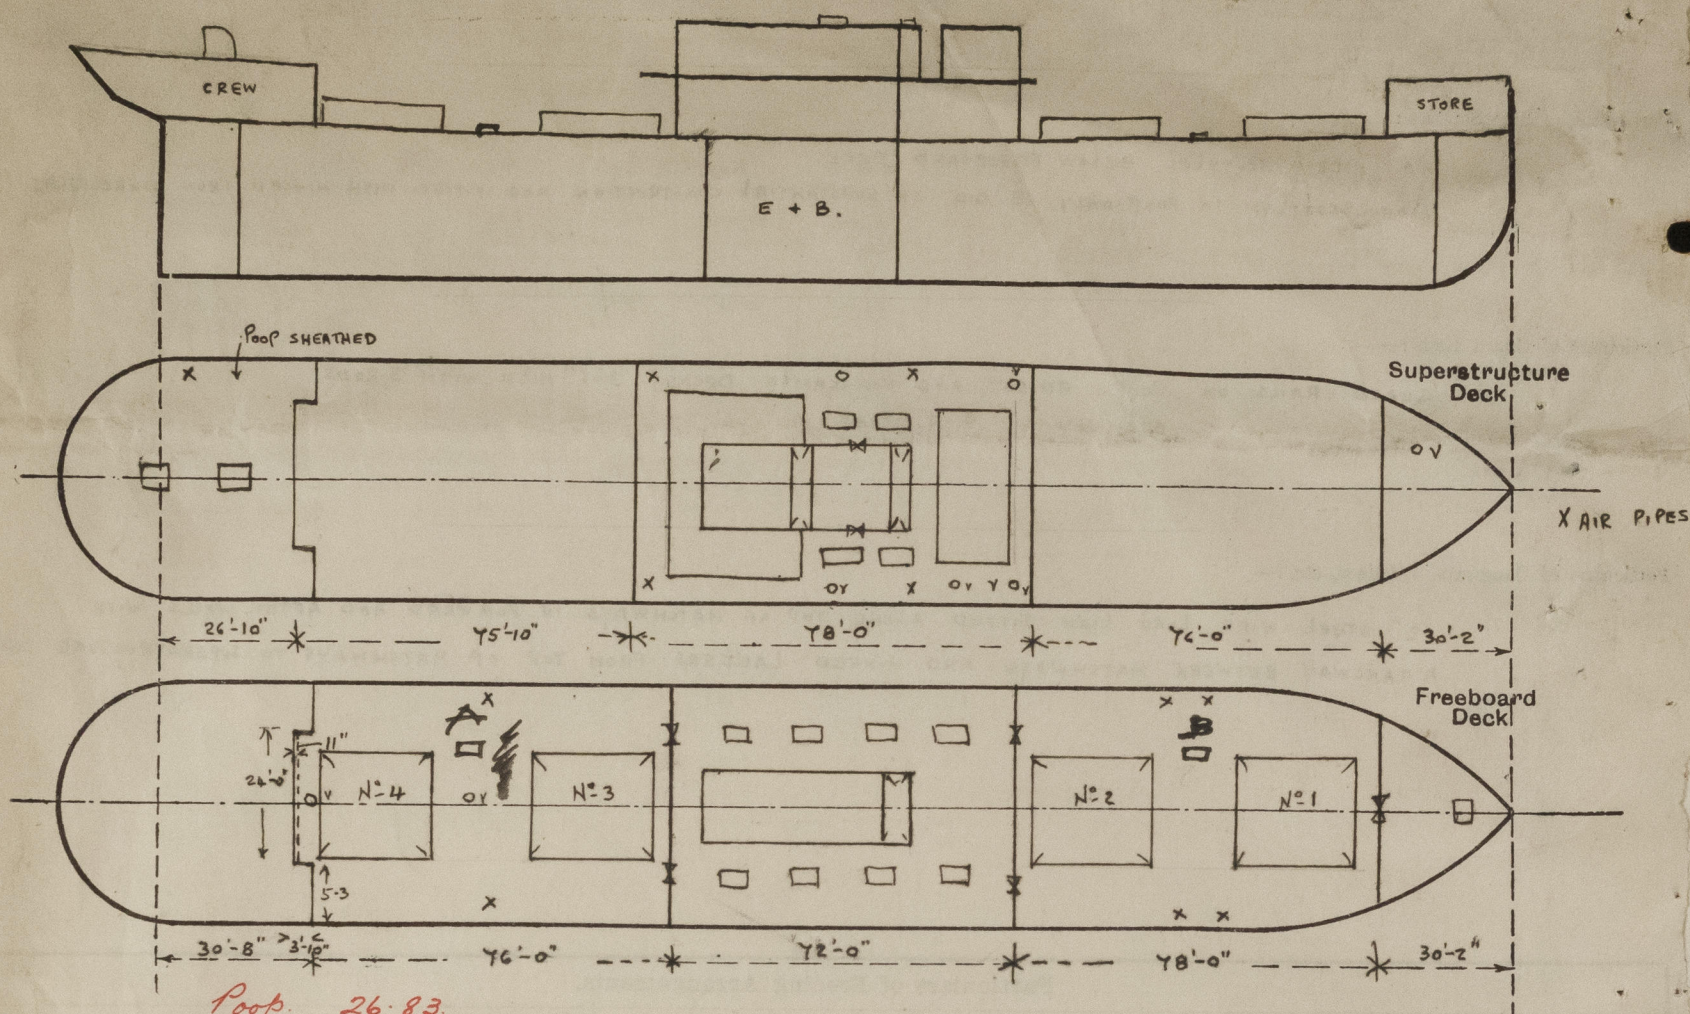 CREW
STORE
E + B.
Poop SHEATHED
Superstructure
Deck
X AIR PIPES
26'-10" 75'-10" 78'-0" 76'-0" 30'-2"
Freeboard
Deck
A
B
11"
24'-0"
No-4
No-3
No-2
No-1
5-3
30'-8" 3'-10" 76'-0" 72'-0" 78'-0" 30'-2"
Poop. 26.83.